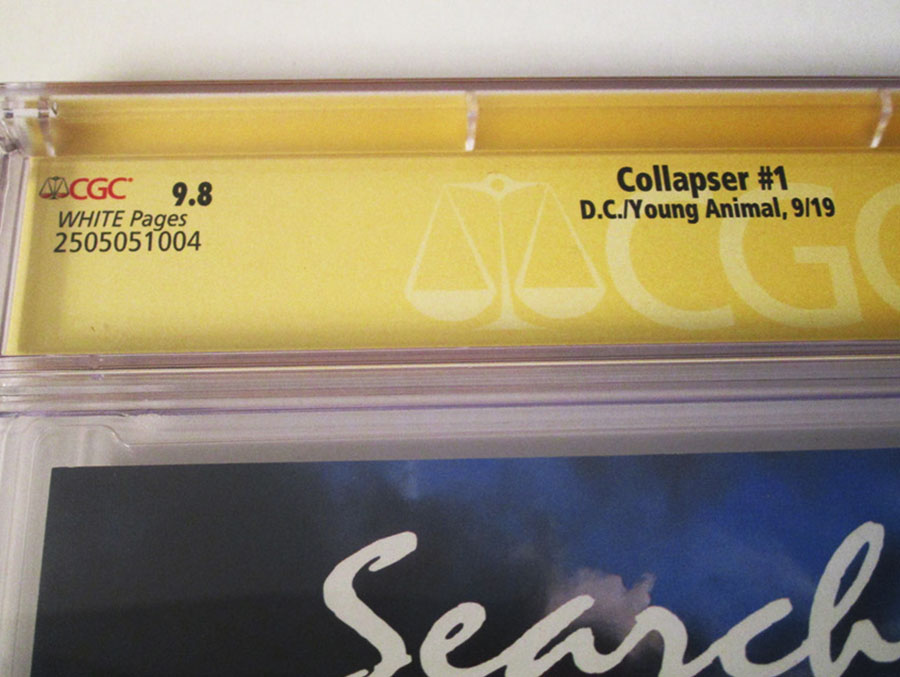 CGC 9.8
WHITE Pages
2505051004
Collapser #1
D.C./Young Animal, 9/19
CGC
Search